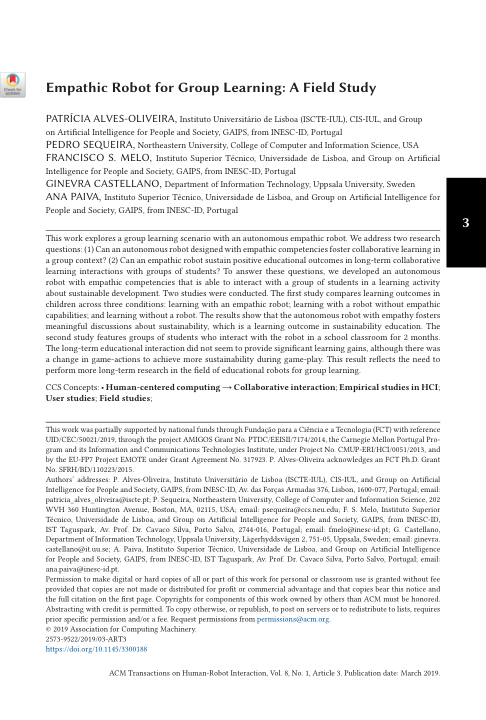 Check for
updates
Empathic Robot for Group Learning: A Field Study
PATRÍCIA ALVES-OLIVEIRA, Instituto Universitário de Lisboa (ISCTE-IUL), CIS-IUL, and Group
on Artificial Intelligence for People and Society, GAIPS, from INESC-ID, Portugal
PEDRO SEQUEIRA, Northeastern University, College of Computer and Information Science, USA
FRANCISCO S. MELO, Instituto Superior Técnico, Universidade de Lisboa, and Group on Artificial
Intelligence for People and Society, GAIPS, from INESC-ID, Portugal
GINEVRA CASTELLANO, Department of Information Technology, Uppsala University, Sweden
ANA PAIVA, Instituto Superior Técnico, Universidade de Lisboa, and Group on Artificial Intelligence for
People and Society, GAIPS, from INESC-ID, Portugal
3
This work explores a group learning scenario with an autonomous empathic robot. We address two research
questions: (1) Can an autonomous robot designed with empathic competencies foster collaborative learning in
a group context? (2) Can an empathic robot sustain positive educational outcomes in long-term collaborative
learning interactions with groups of students? To answer these questions, we developed an autonomous
robot with empathic competencies that is able to interact with a group of students in a learning activity
about sustainable development. Two studies were conducted. The first study compares learning outcomes in
children across three conditions: learning with an empathic robot; learning with a robot without empathic
capabilities; and learning without a robot. The results show that the autonomous robot with empathy fosters
meaningful discussions about sustainability, which is a learning outcome in sustainability education. The
second study features groups of students who interact with the robot in a school classroom for 2 months.
The long-term educational interaction did not seem to provide significant learning gains, although there was
a change in game-actions to achieve more sustainability during game-play. This result reflects the need to
perform more long-term research in the field of educational robots for group learning.
CCS Concepts: • Human-centered computing → Collaborative interaction; Empirical studies in HCI;
User studies; Field studies;
This work was partially supported by national funds through Fundação para a Ciência e a Tecnologia (FCT) with reference
UID/CEC/50021/2019, through the project AMIGOS Grant No. PTDC/EEISII/7174/2014, the Carnegie Mellon Portugal Pro-
gram and its Information and Communications Technologies Institute, under Project No. CMUP-ERI/HCI/0051/2013, and
by the EU-FP7 Project EMOTE under Grant Agreement No. 317923. P. Alves-Oliveira acknowledges an FCT Ph.D. Grant
No. SFRH/BD/110223/2015.
Authors' addresses: P. Alves-Oliveira, Instituto Universitário de Lisboa (ISCTE-IUL), CIS-IUL, and Group on Artificial
Intelligence for People and Society, GAIPS, from INESC-ID, Av. das Forças Armadas 376, Lisbon, 1600-077, Portugal, email:
patricia_alves_oliveira@iscte.pt; P. Sequeira, Northeastern University, College of Computer and Information Science, 202
WVH 360 Huntington Avenue, Boston, MA, 02115, USA; email: psequeira@ccs.neu.edu; F. S. Melo, Instituto Superior
Técnico, Universidade de Lisboa, and Group on Artificial Intelligence for People and Society, GAIPS, from INESC-ID,
IST Taguspark, Av. Prof. Dr. Cavaco Silva, Porto Salvo, 2744-016, Portugal; email: fmelo@inesc-id.pt; G. Castellano,
Department of Information Technology, Uppsala University, Lägerhyddsvägen 2, 751-05, Uppsala, Sweden; email: ginevra.
castellano@it.uu.se; A. Paiva, Instituto Superior Técnico, Universidade de Lisboa, and Group on Artificial Intelligence
for People and Society, GAIPS, from INESC-ID, IST Taguspark, Av. Prof. Dr. Cavaco Silva, Porto Salvo, Portugal; email:
ana.paiva@inesc-id.pt.
Permission to make digital or hard copies of all or part of this work for personal or classroom use is granted without fee
provided that copies are not made or distributed for profit or commercial advantage and that copies bear this notice and
the full citation on the first page. Copyrights for components of this work owned by others than ACM must be honored.
Abstracting with credit is permitted. To copy otherwise, or republish, to post on servers or to redistribute to lists, requires
prior specific permission and/or a fee. Request permissions from permissions@acm.org.
© 2019 Association for Computing Machinery.
2573-9522/2019/03-ART3
https://doi.org/10.1145/3300188
ACM Transactions on Human-Robot Interaction, Vol. 8, No. 1, Article 3. Publication date: March 2019.